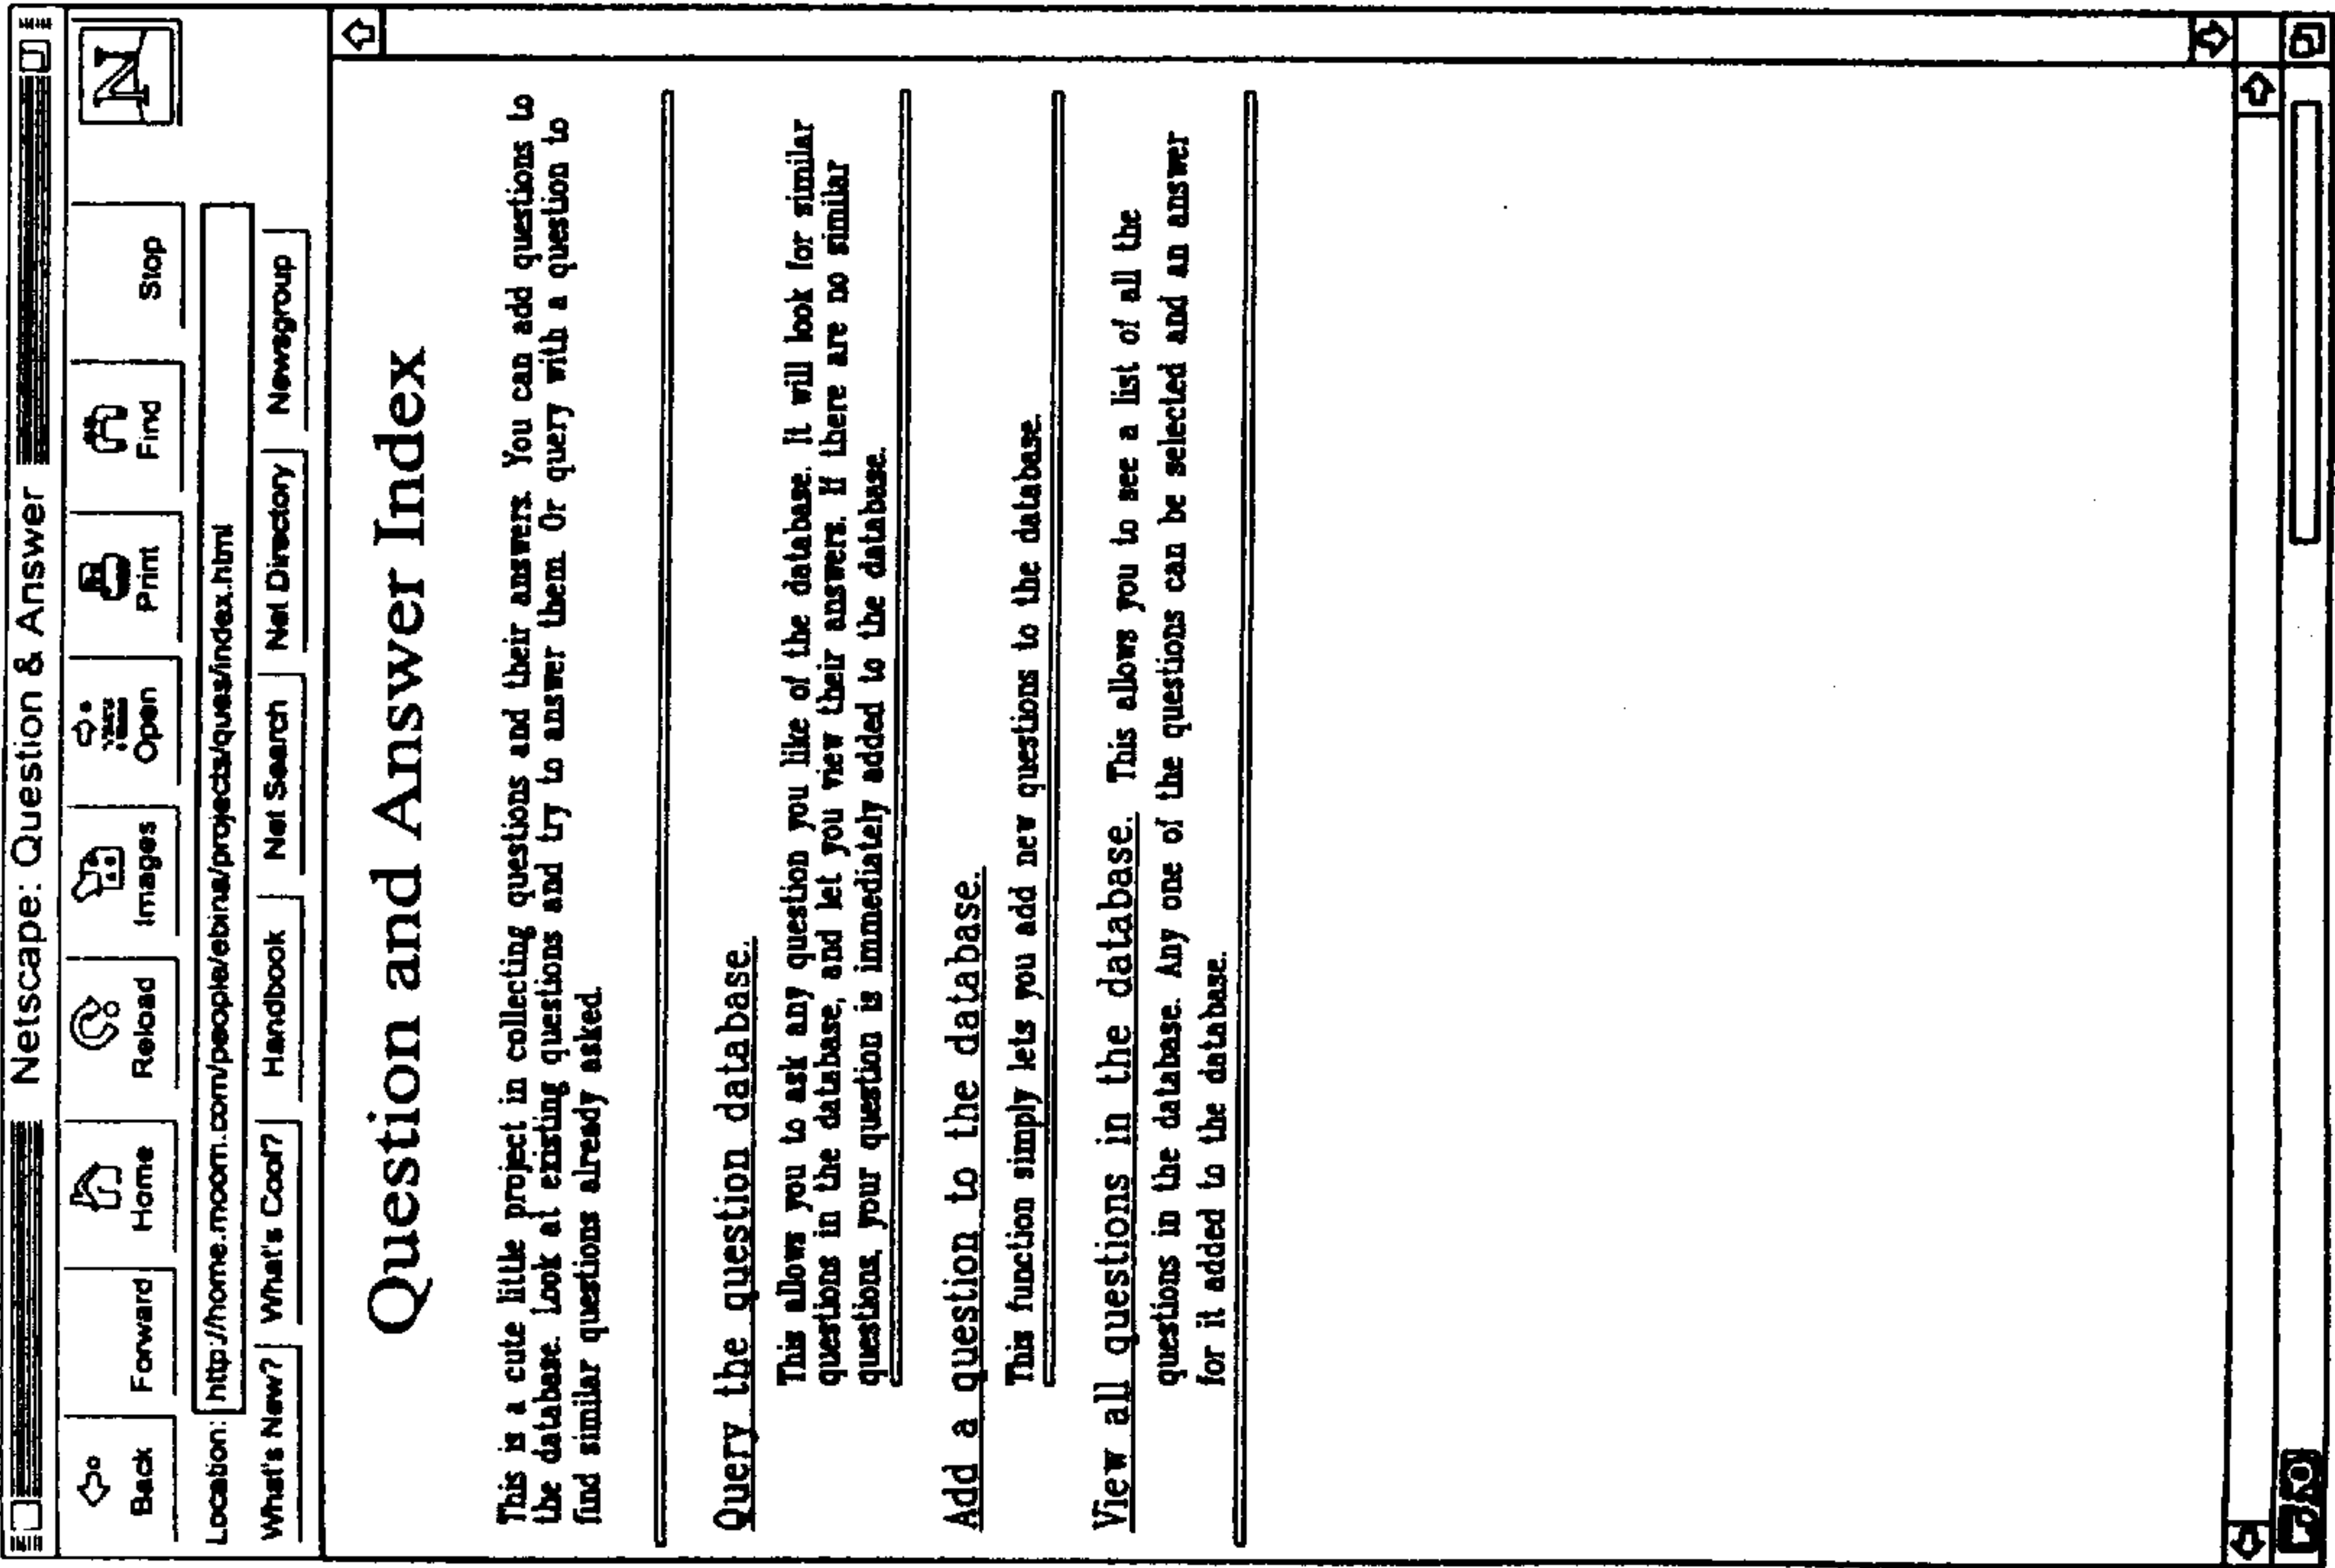 Netscape: Question & Answer
Back
Forward
Home
Reload
Images
Open
Print
Find
Stop
N
Location: http://home.mcom.com/people/ebina/projects/ques/index.html
What's New?
What's Cool?
Handbook
Net Search
Net Directory
Newsgroup
Question and Answer Index
This is a cute little project in collecting questions and their answers. You can add questions to
the database. Look at existing questions and try to answer them. Or query with a question to
find similar questions already asked.
Query the question database.
This allows you to ask any question you like of the database. It will look for similar
questions in the database, and let you view their answers. If there are no similar
questions, your question is immediately added to the database.
Add a question to the database.
This function simply lets you add new questions to the database.
View all questions in the database. This allows you to see a list of all the
questions in the database. Any one of the questions can be selected and an answer
for it added to the database.